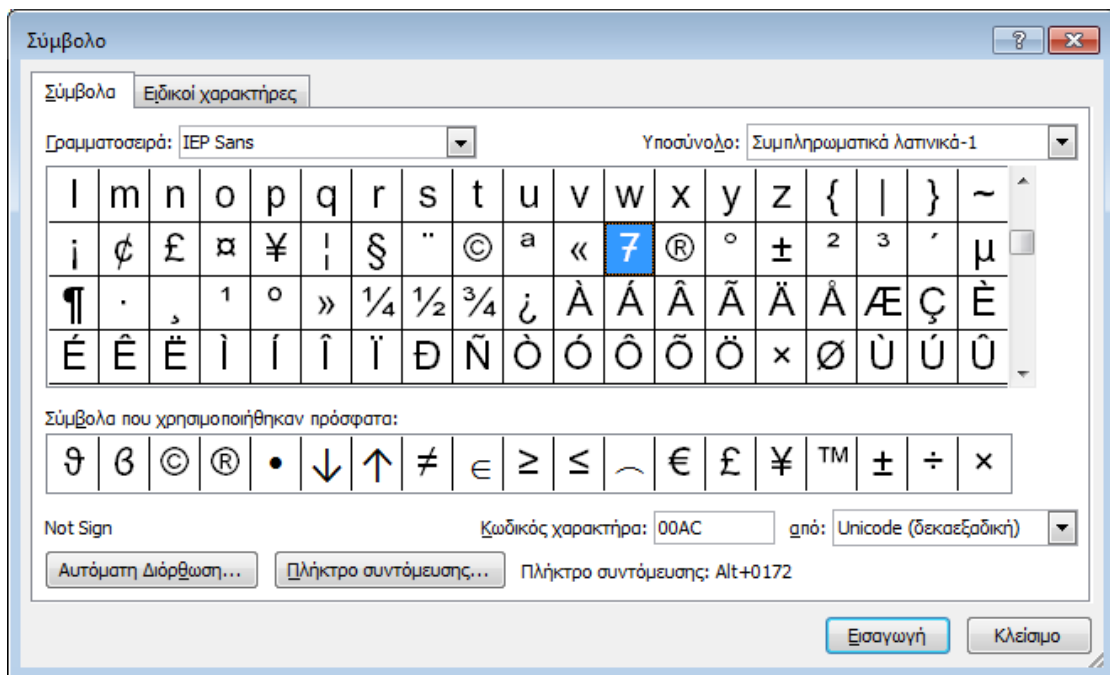 Σύμβολο
Σύμβολα Ειδικοί χαρακτήρες
Γραμματοσειρά: IEP Sans Υποσύνολο: Συμπληρωματικά λατινικά-1
l m n o p q r s t u v w x y z { | } ~
¡ ¢ £ ¤ ¥ ¦ § ¨ © ª « 7 ® ° ± ² ³ ´ µ
¶ · ¸ ¹ º » ¼ ½ ¾ ¿ À Á Â Ã Ä Å Æ Ç È
É Ê Ë Ì Í Î Ï Ð Ñ Ò Ó Ô Õ Ö × Ø Ù Ú Û
Σύμβολα που χρησιμοποιήθηκαν πρόσφατα:
ϑ ϐ © ® • ↓ ↑ ≠ ∈ ≥ ≤ ⏜ € £ ¥ ™ ± ÷ ×
Not Sign Κωδικός χαρακτήρα: 00AC από: Unicode (δεκαεξαδική)
Αυτόματη Διόρθωση... Πλήκτρο συντόμευσης... Πλήκτρο συντόμευσης: Alt+0172
Εισαγωγή Κλείσιμο